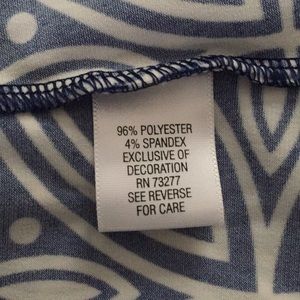 96% POLYESTER
4% SPANDEX
EXCLUSIVE OF
DECORATION
RN 73277
SEE REVERSE
FOR CARE